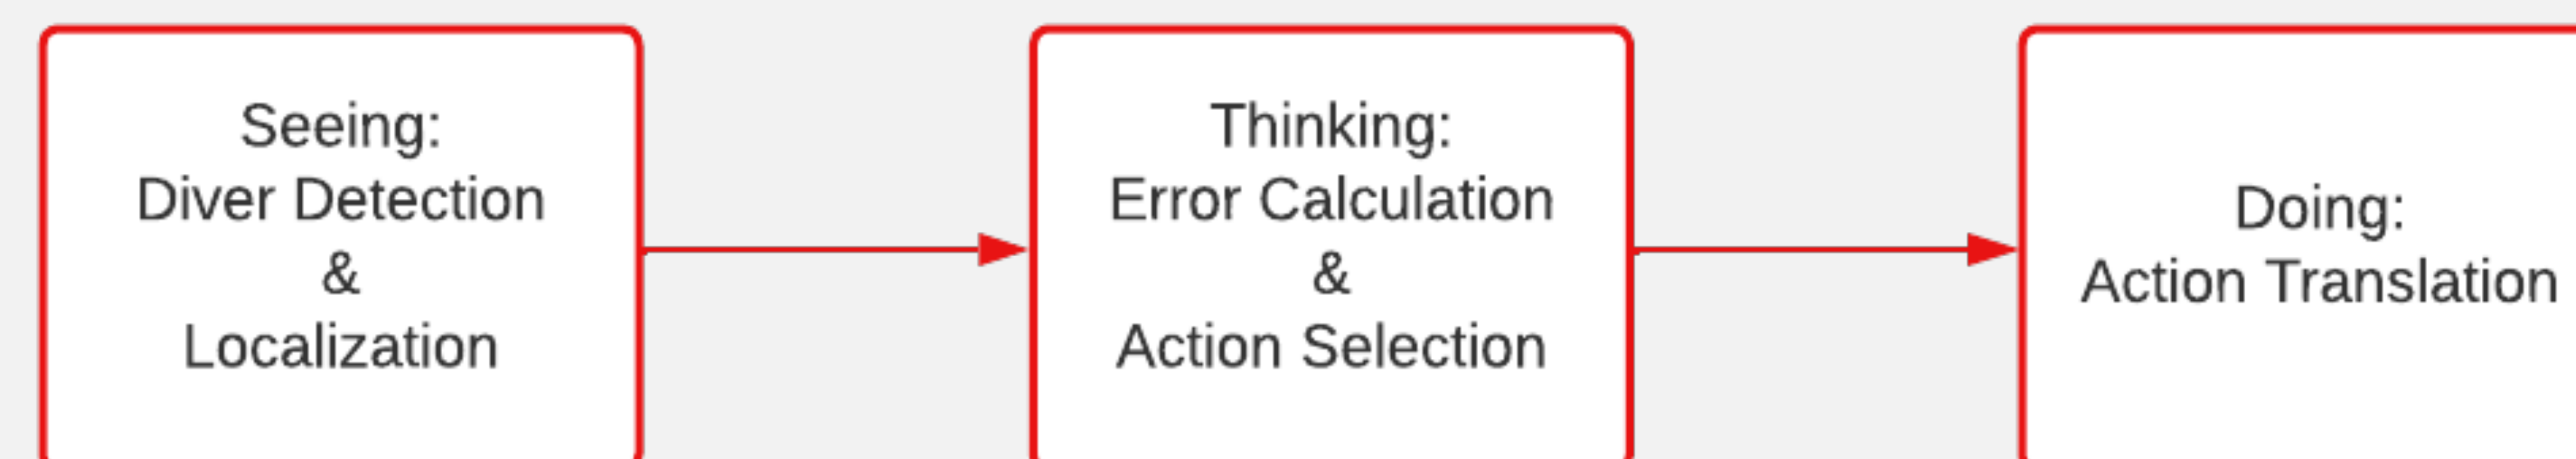 Seeing:
Diver Detection
&
Localization
Thinking:
Error Calculation
&
Action Selection
Doing:
Action Translation